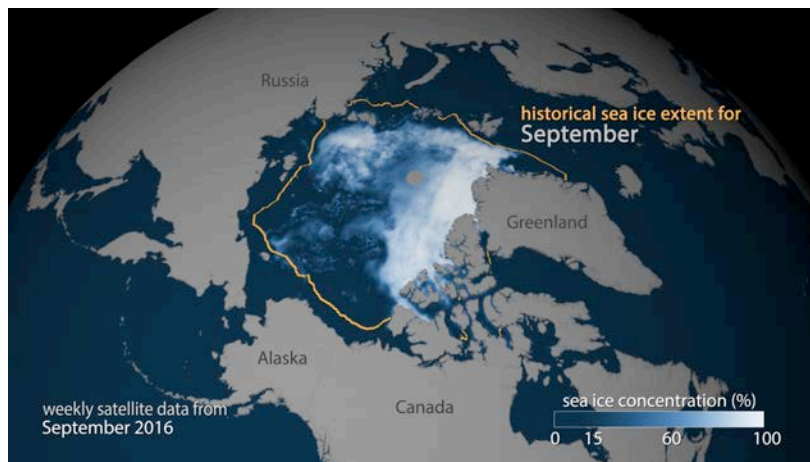 Russia
historical sea ice extent for
September
Greenland
Alaska
Canada
weekly satellite data from
September 2016
sea ice concentration (%)
0 15 60 100